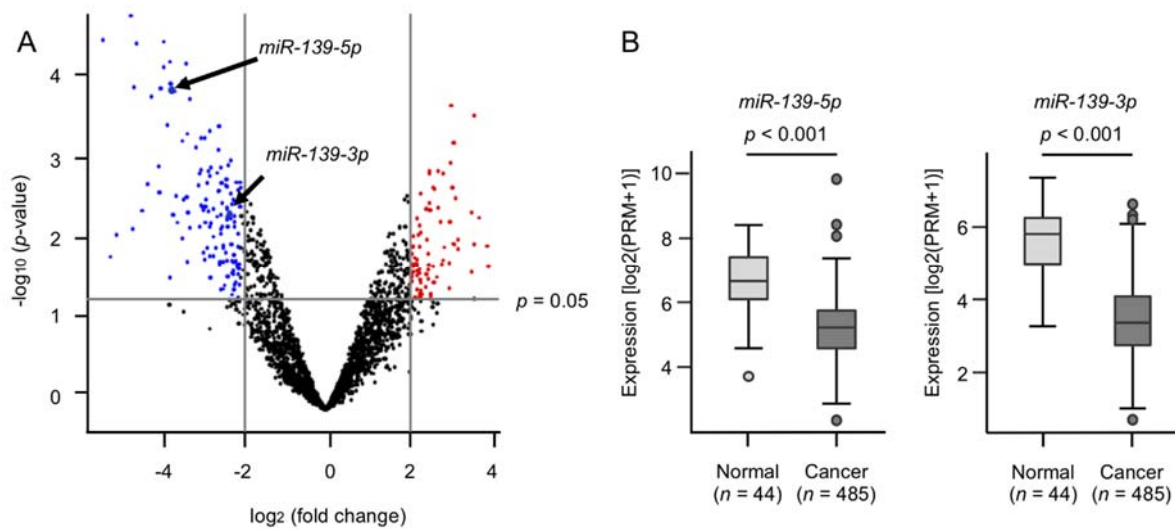 A
miR-139-5p
miR-139-3p
-log10 (p-value)
4
3
2
1
0
p = 0.05
-4
-2
0
2
4
log2 (fold change)
B
miR-139-5p
p < 0.001
Expression [log2(PRM+1)]
10
8
6
4
Normal
(n = 44)
Cancer
(n = 485)
miR-139-3p
p < 0.001
Expression [log2(PRM+1)]
6
4
2
Normal
(n = 44)
Cancer
(n = 485)